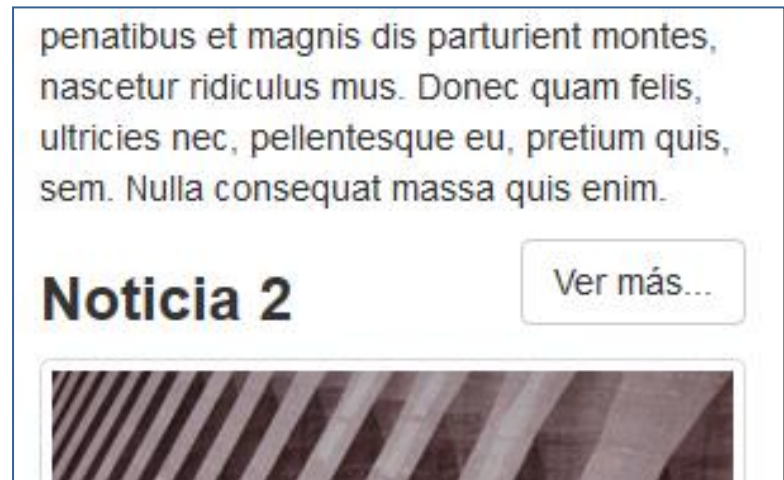 penatibus et magnis dis parturient montes,
nascetur ridiculus mus. Donec quam felis,
ultricies nec, pellentesque eu, pretium quis,
sem. Nulla consequat massa quis enim.
Ver más...
Noticia 2